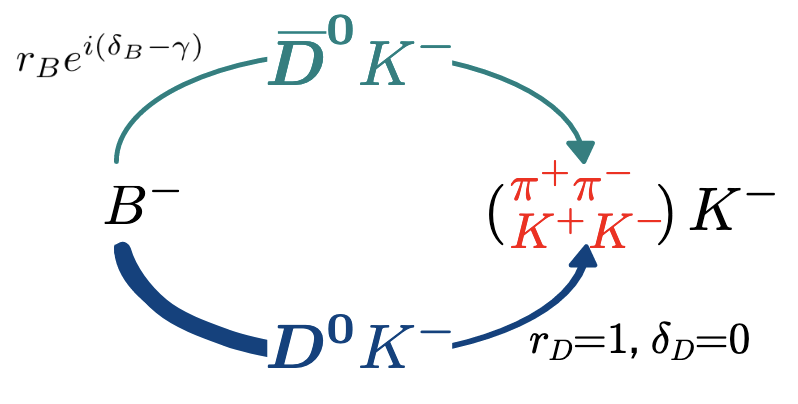 r_B e^{i(δ_B−γ)}
D̅⁰K⁻
B⁻
(π⁺π⁻
K⁺K⁻) K⁻
D⁰K⁻
r_D=1, δ_D=0